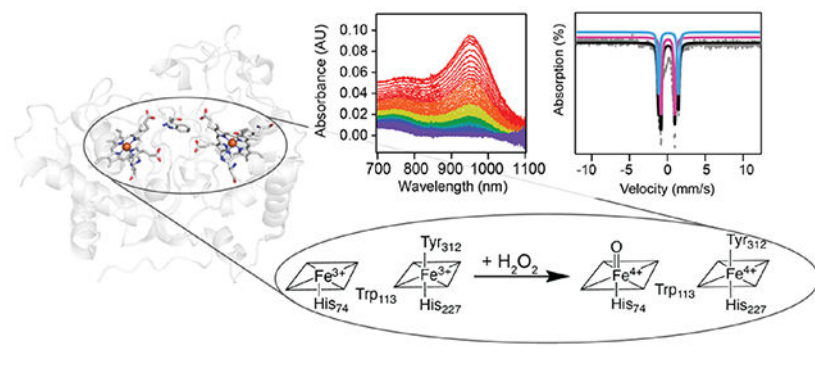 Absorbance (AU)
0.10
0.08
0.06
0.04
0.02
0.00
700 800 900 1000 1100
Wavelength (nm)
Absorption (%)
-10 -5 0 5 10
Velocity (mm/s)
Tyr312
Fe3+
His74
Trp113
Fe3+
His227
+ H2O2
O
Fe4+
His74
Trp113
Tyr312
Fe4+
His227